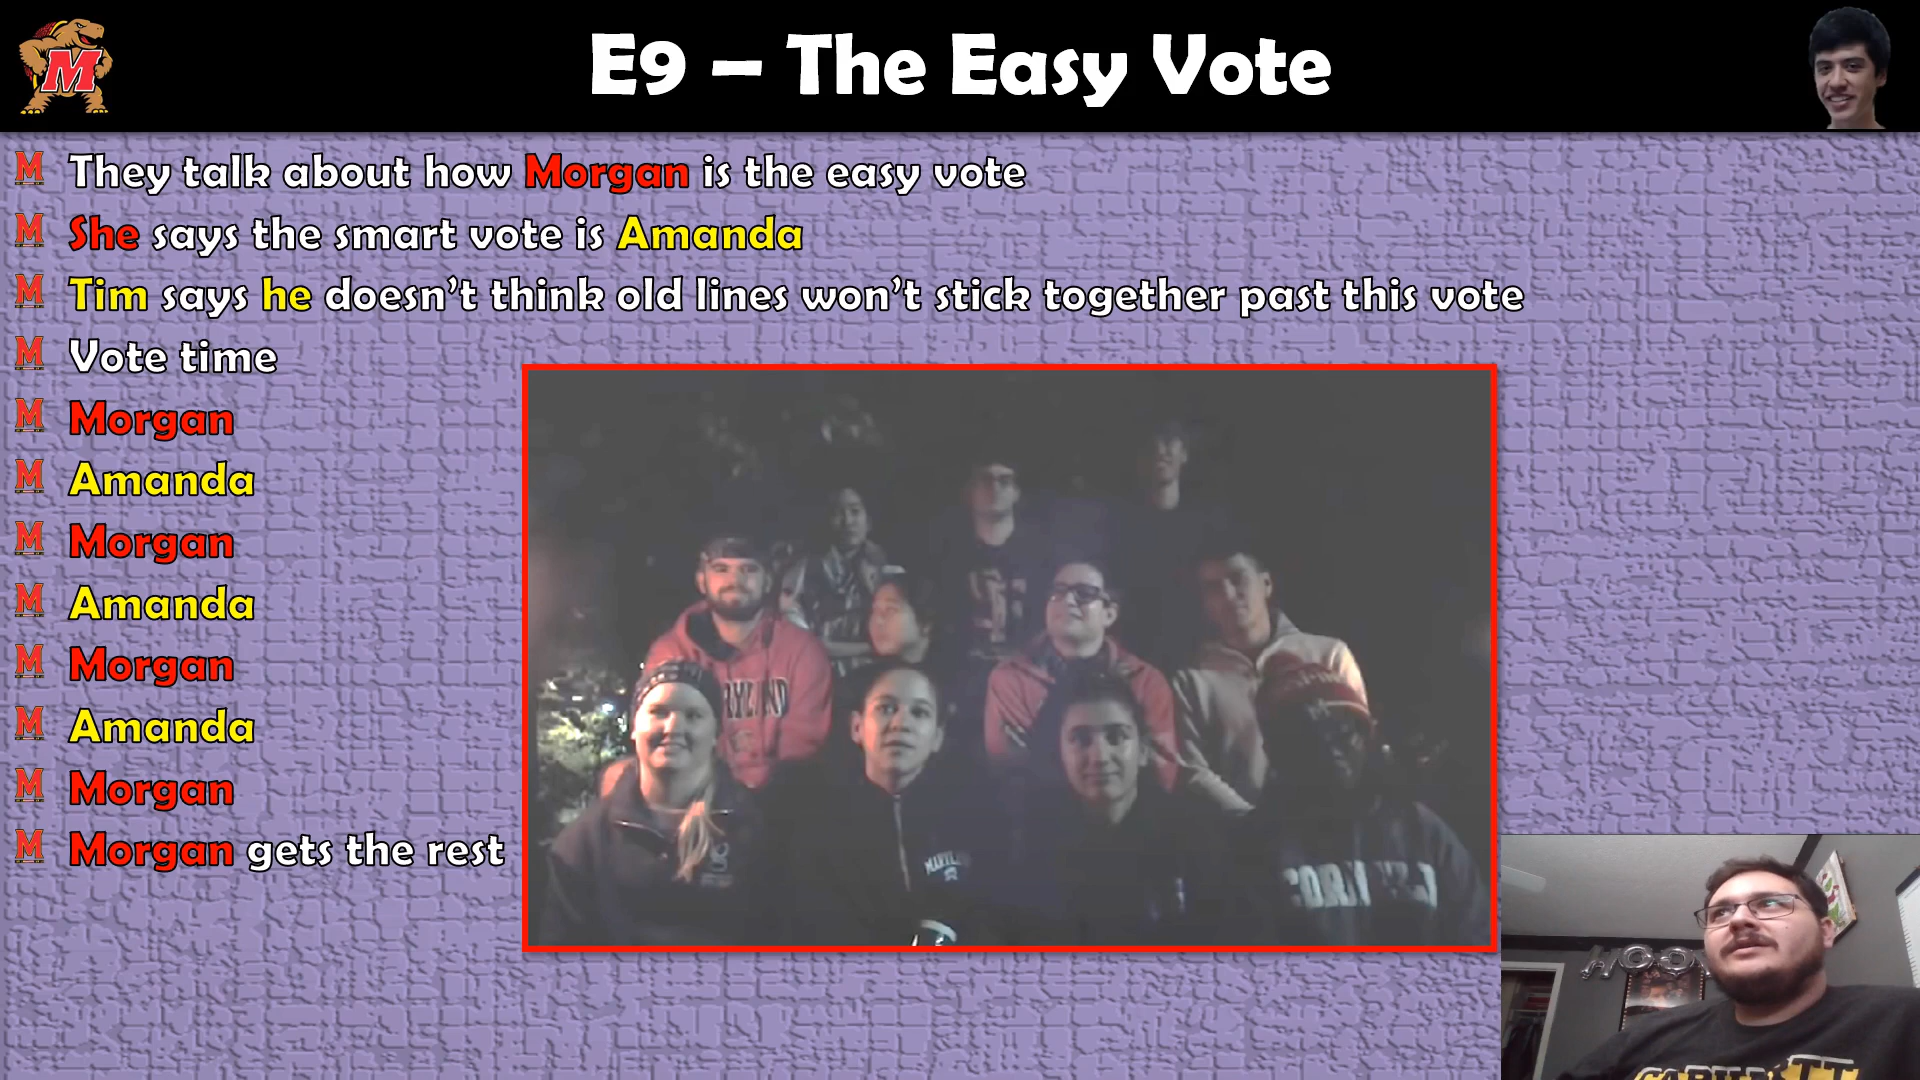 E9 – The Easy Vote
M
M They talk about how Morgan is the easy vote
M She says the smart vote is Amanda
M Tim says he doesn't think old lines won't stick together past this vote
M Vote time
M Morgan
M Amanda
M Morgan
M Amanda
M Morgan
M Amanda
M Morgan
M Morgan gets the rest
RYLAND
MARYLAND